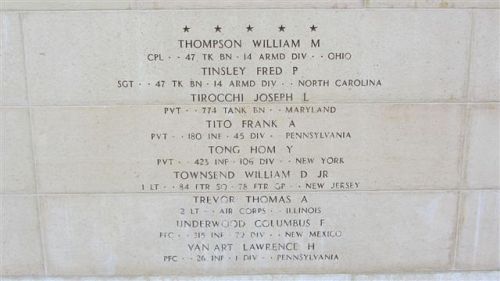 THOMPSON WILLIAM M
CPL · · 47 TK BN · 14 ARMD DIV · · OHIO
TINSLEY FRED P
SGT · · 47 TK BN · 14 ARMD DIV · · NORTH CAROLINA
TIROCCHI JOSEPH L
PVT · · 774 TANK BN · · MARYLAND
TITO FRANK A
PVT · · 180 INF · 45 DIV · · PENNSYLVANIA
TONG HOM Y
PVT · · 423 INF · 106 DIV · · NEW YORK
TOWNSEND WILLIAM D JR
1 LT · · 84 FTR SQ · 78 FTR GP · · NEW JERSEY
TREVOR THOMAS A
2 LT · · AIR CORPS · · ILLINOIS
UNDERWOOD COLUMBUS F
PFC · · 315 INF · 79 DIV · · NEW MEXICO
VAN ART LAWRENCE H
PFC · · 26 INF · 1 DIV · · PENNSYLVANIA